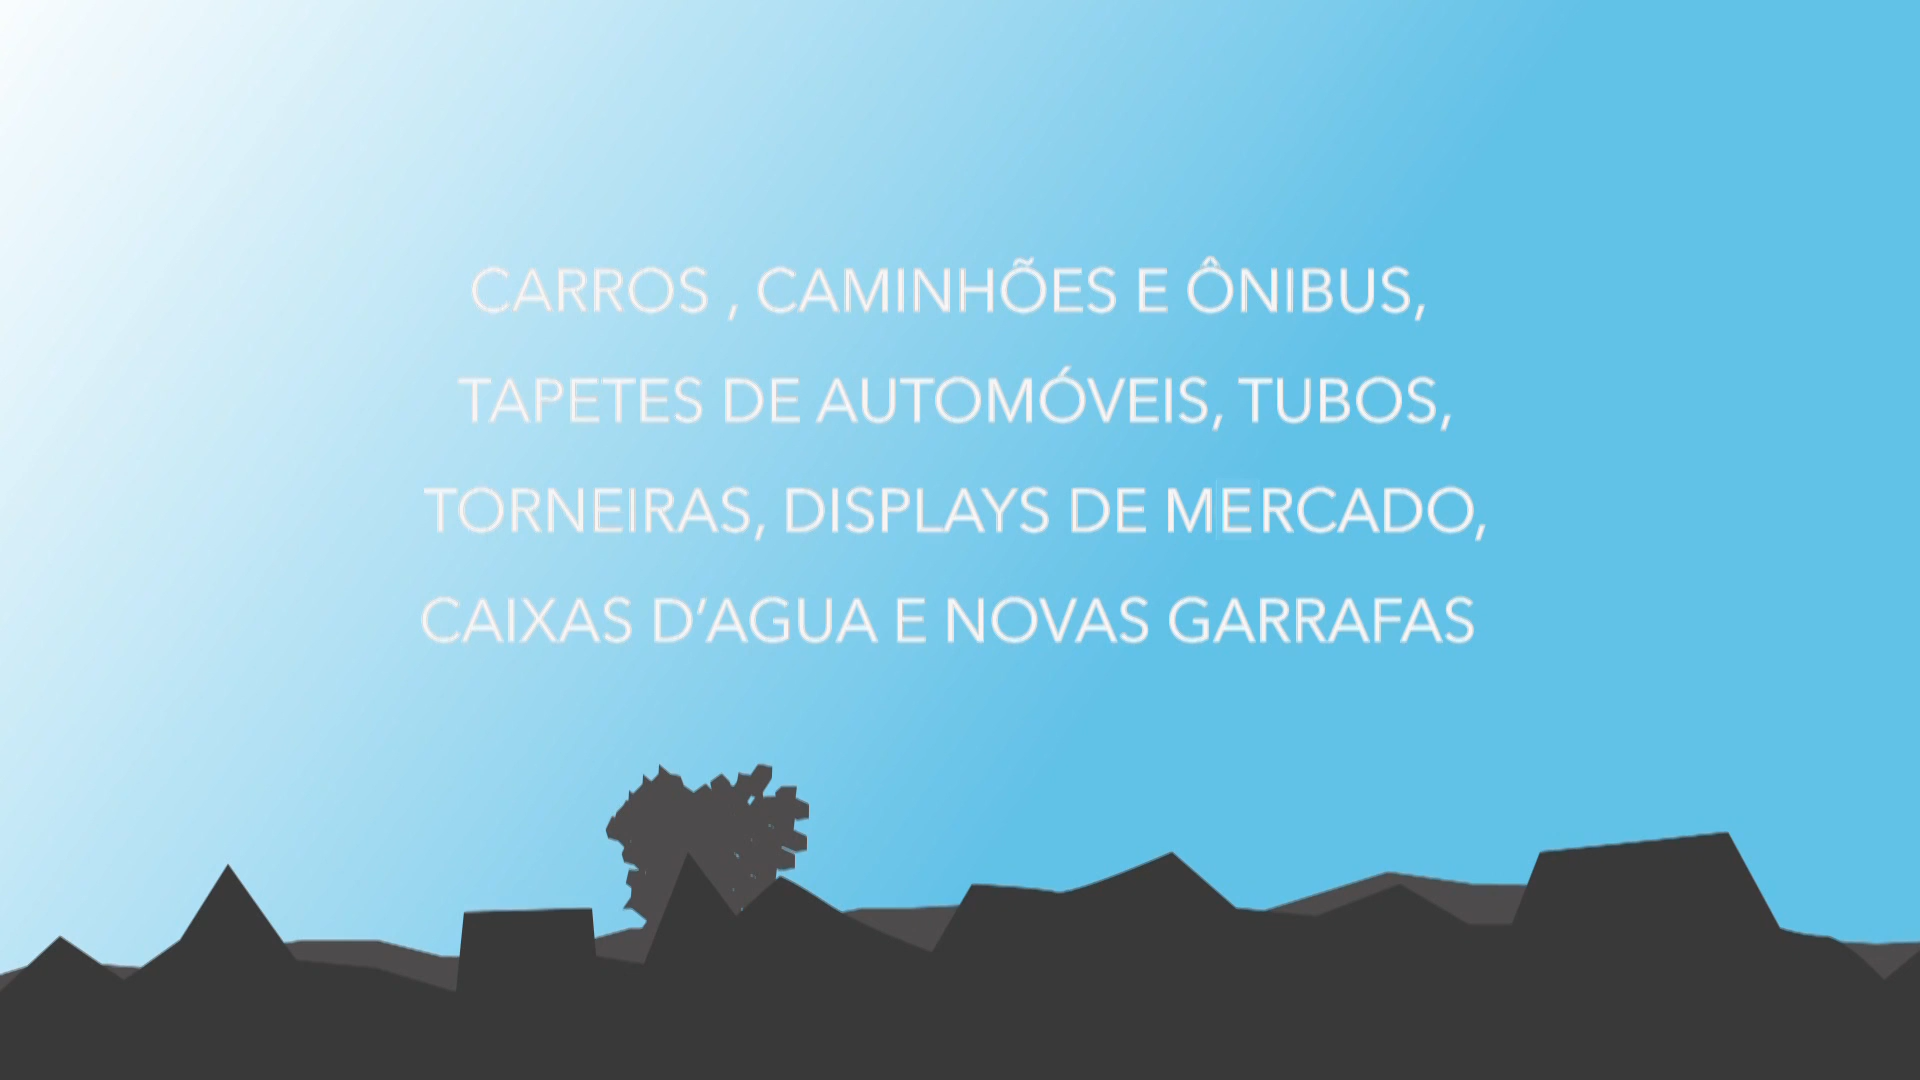 CARROS , CAMINHÕES E ÔNIBUS,
TAPETES DE AUTOMÓVEIS, TUBOS,
TORNEIRAS, DISPLAYS DE MERCADO,
CAIXAS D’AGUA E NOVAS GARRAFAS